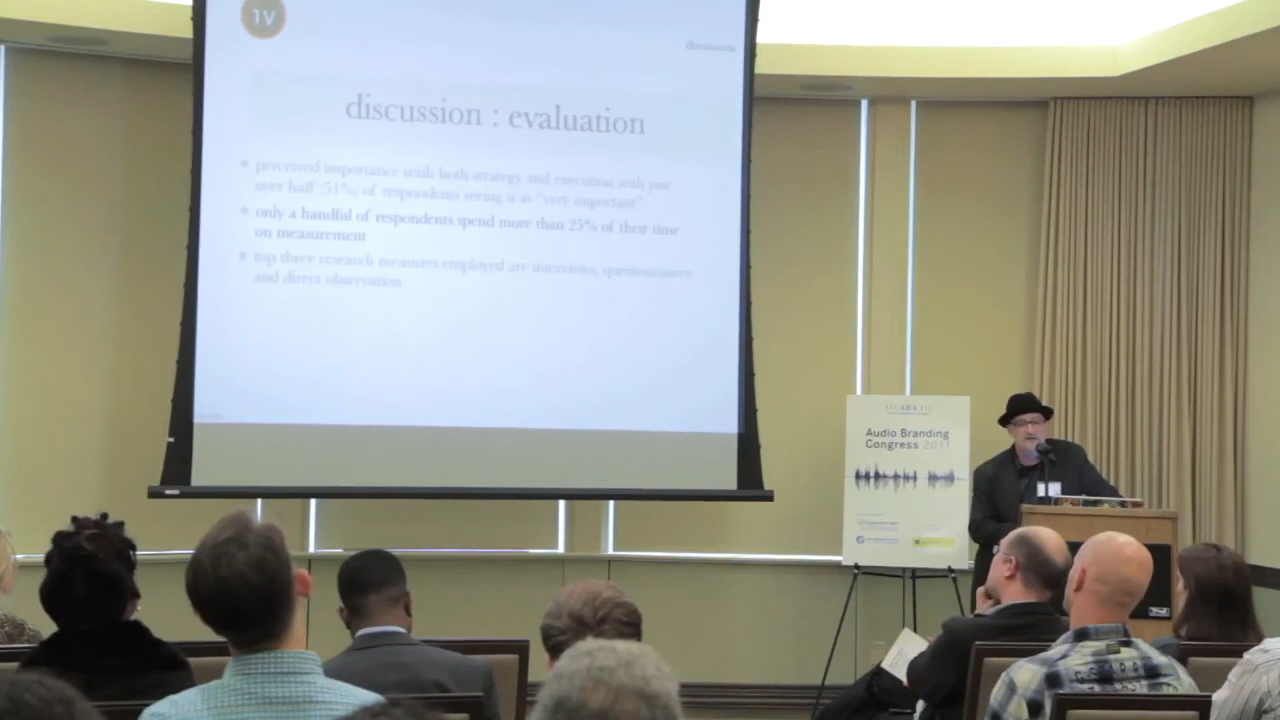 1V
discussion
discussion : evaluation
perceived importance trails both strategy and execution with just
over half (51% of respondents seeing it as "very important"
only a handful of respondents spend more than 25% of their time
on measurement
top three research measures employed are interviews, questionnaires
and direct observation
ABA
Audio Branding
Congress 2011